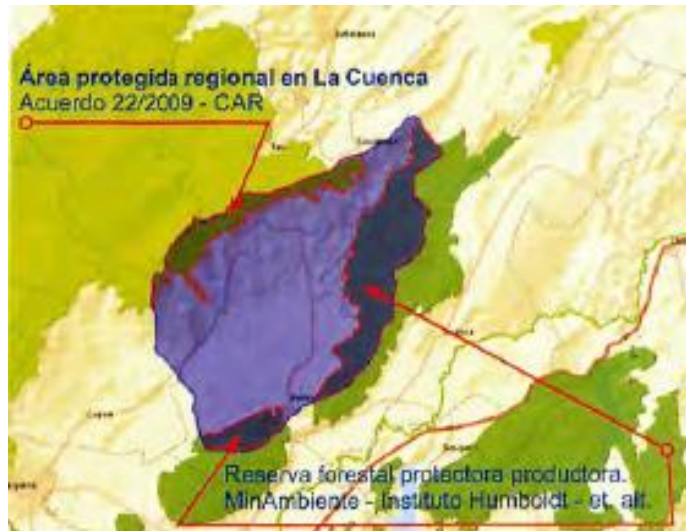 Área protegida regional en La Cuenca
Acuerdo 22/2009 - CAR
Reserva forestal protectora productora.
MinAmbiente - Instituto Humboldt - et. alt.